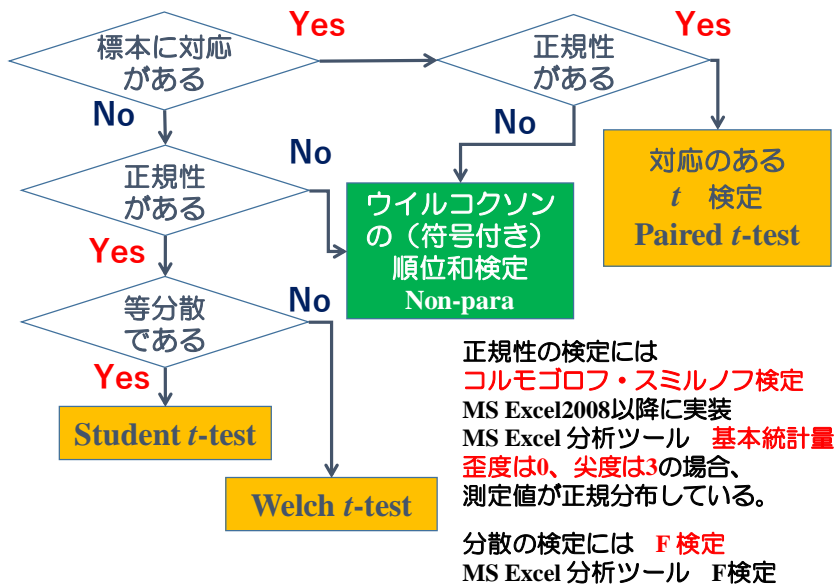 標本に対応
がある
Yes
正規性
がある
Yes
No
No
正規性
がある
No
対応のある
t 検定
Paired t-test
ウイルコクソン
の（符号付き）
順位和検定
Non-para
Yes
等分散
である
No
Yes
Student t-test
Welch t-test
正規性の検定には
コルモゴロフ・スミルノフ検定
MS Excel2008以降に実装
MS Excel 分析ツール 基本統計量
歪度は0、尖度は3の場合、
測定値が正規分布している。
分散の検定には F 検定
MS Excel 分析ツール F検定